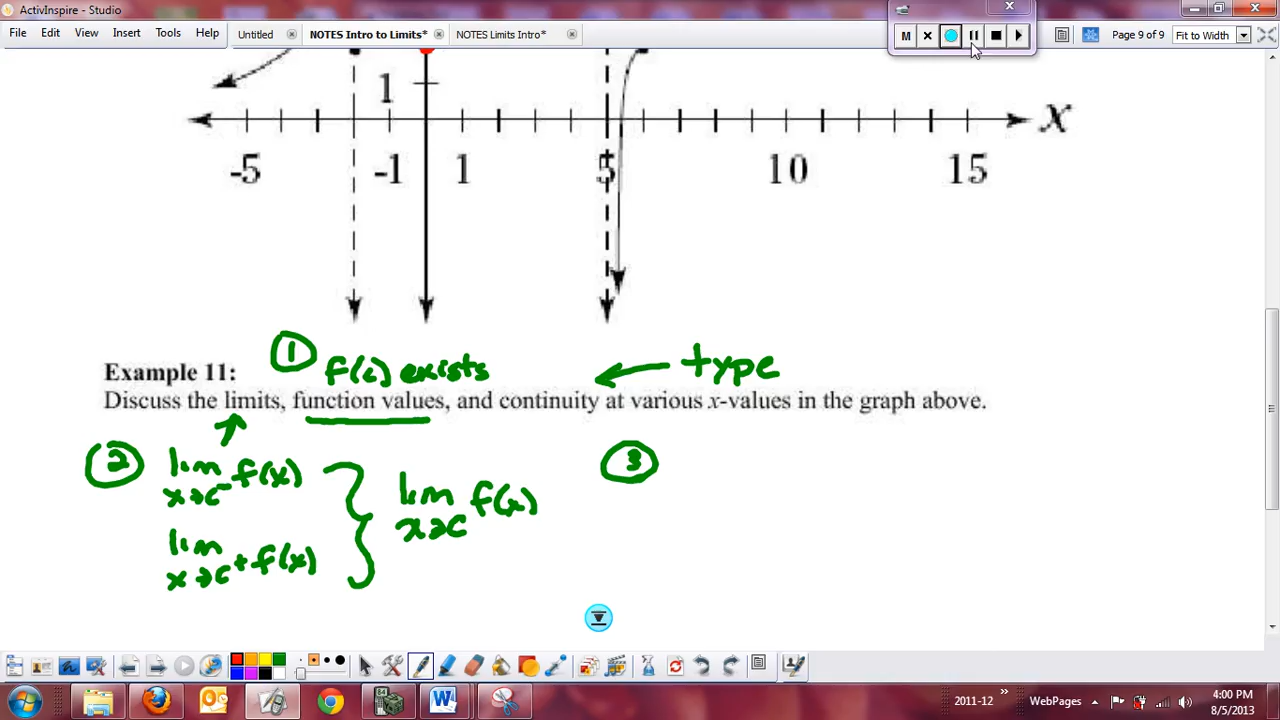 ActivInspire - Studio
File Edit View Insert Tools Help
Untitled
NOTES Intro to Limits*
NOTES Limits Intro*
M
Page 9 of 9
Fit to Width
1
x
-5 -1 1 5 10 15
① f(c) exists
← type
Example 11:
Discuss the limits, function values, and continuity at various x-values in the graph above.
② lim x→c⁻ f(x)
lim x→c f(x)
lim x→c⁺ f(x)
③
2011-12
WebPages
4:00 PM
8/5/2013